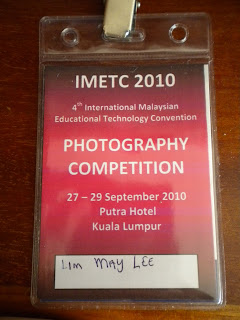 IMETC 2010
4th International Malaysian
Educational Technology Convention
PHOTOGRAPHY
COMPETITION
27 – 29 September 2010
Putra Hotel
Kuala Lumpur
LIM MAY LEE